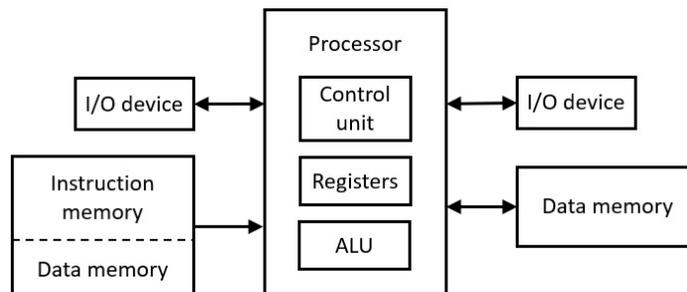 Processor
I/O device
Control
unit
I/O device
Instruction
memory
Registers
Data memory
ALU
Data memory